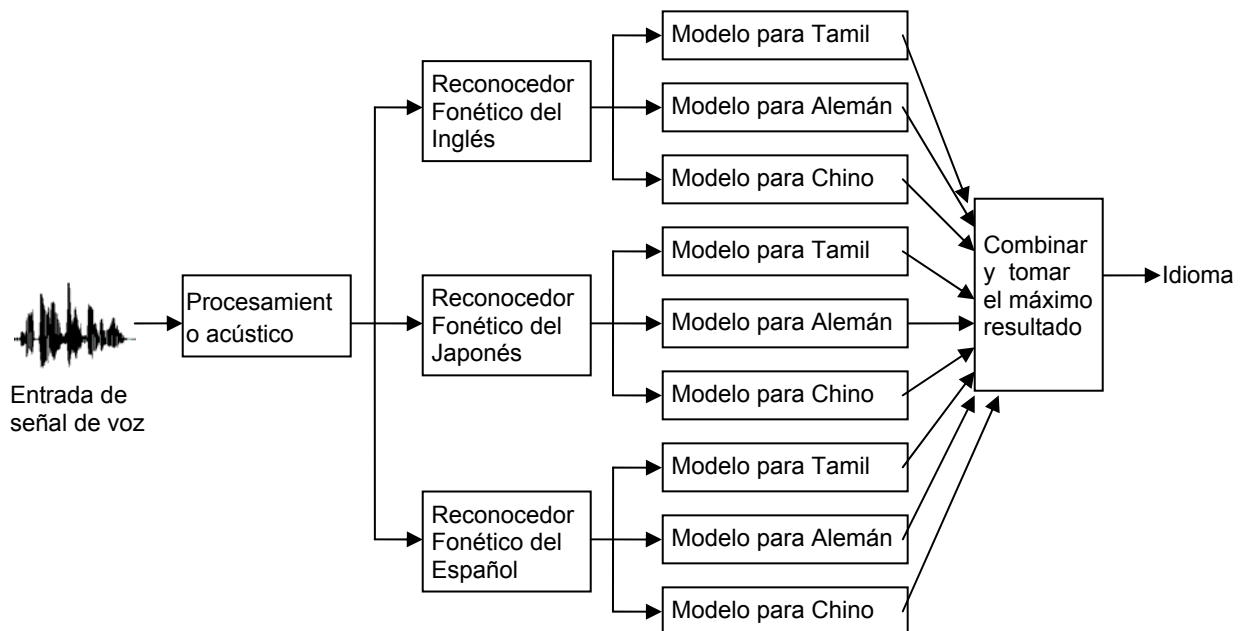 Entrada de
señal de voz
Procesamient
o acústico
Reconocedor
Fonético del
Inglés
Reconocedor
Fonético del
Japonés
Reconocedor
Fonético del
Español
Modelo para Tamil
Modelo para Alemán
Modelo para Chino
Modelo para Tamil
Modelo para Alemán
Modelo para Chino
Modelo para Tamil
Modelo para Alemán
Modelo para Chino
Combinar
y tomar
el máximo
resultado
Idioma